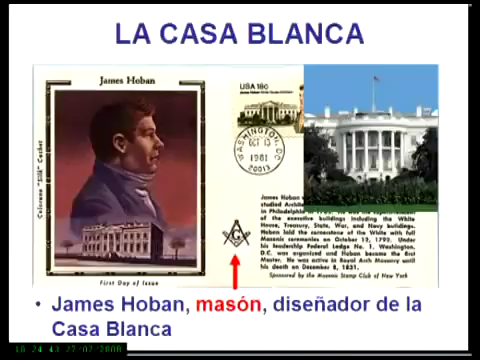 LA CASA BLANCA
James Hoban
USA 18c
WASHINGTON, DC
OCT 13
1981
20013
Colorano "Silk" Cachet
James Hoban
studied Archite
in Philadelphia in
of the executive buildings including the White
House, Treasury, State, War, and Navy buildings.
Hoban laid the cornerstone of the White with full
Masonic ceremonies on October 13, 1792. Under
his leadership Federal Lodge No 1, Washington,
D.C. was organized and Hoban became the first
Master. He was active in Royal Arch Masonry until
his death on December 8, 1831.
Sponsored by the Masonic Stamp Club of New York
G
First Day of Issue
• James Hoban, masón, diseñador de la
Casa Blanca